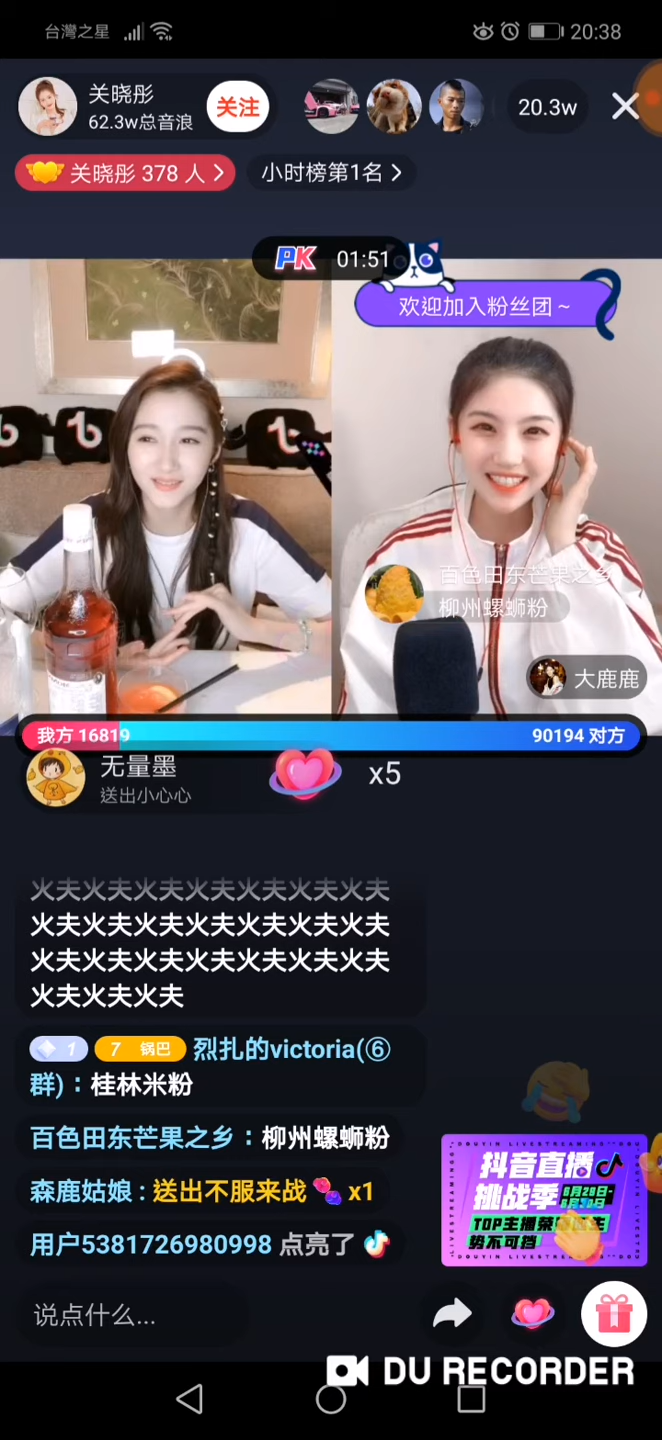 台灣之星
20:38
关晓彤
62.3w总音浪
关注
20.3w
关晓彤 378 人
小时榜第1名
PK 01:51
欢迎加入粉丝团 ~
百色田东芒果之乡
柳州螺蛳粉
大鹿鹿
我方 16819
90194 对方
无量墨
送出小心心
x5
火夫火夫火夫火夫火夫火夫火夫
火夫火夫火夫火夫火夫火夫火夫
火夫火夫火夫火夫火夫火夫火夫
火夫火夫火夫
1 7 锅巴 烈扎的victoria(⑥
群)：桂林米粉
百色田东芒果之乡：柳州螺蛳粉
森鹿姑娘：送出不服来战 x1
用户5381726980998 点亮了
DOUYIN LIVESTREAMING
抖音直播
挑战季
6月28日-
TOP主播荣
势不可挡
说点什么...
DU RECORDER